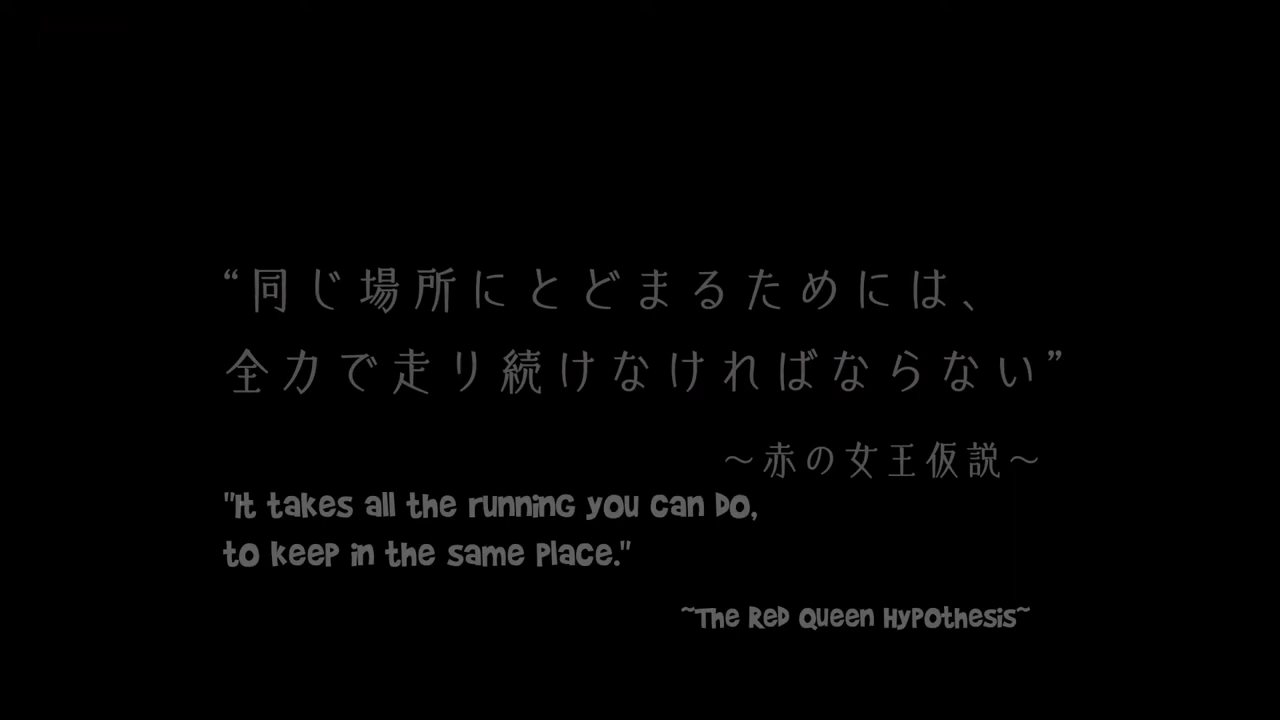 “同じ場所にとどまるためには、
全力で走り続けなければならない”
～赤の女王仮説～
"It takes all the running you can do,
to keep in the same place."
~The Red Queen Hypothesis~